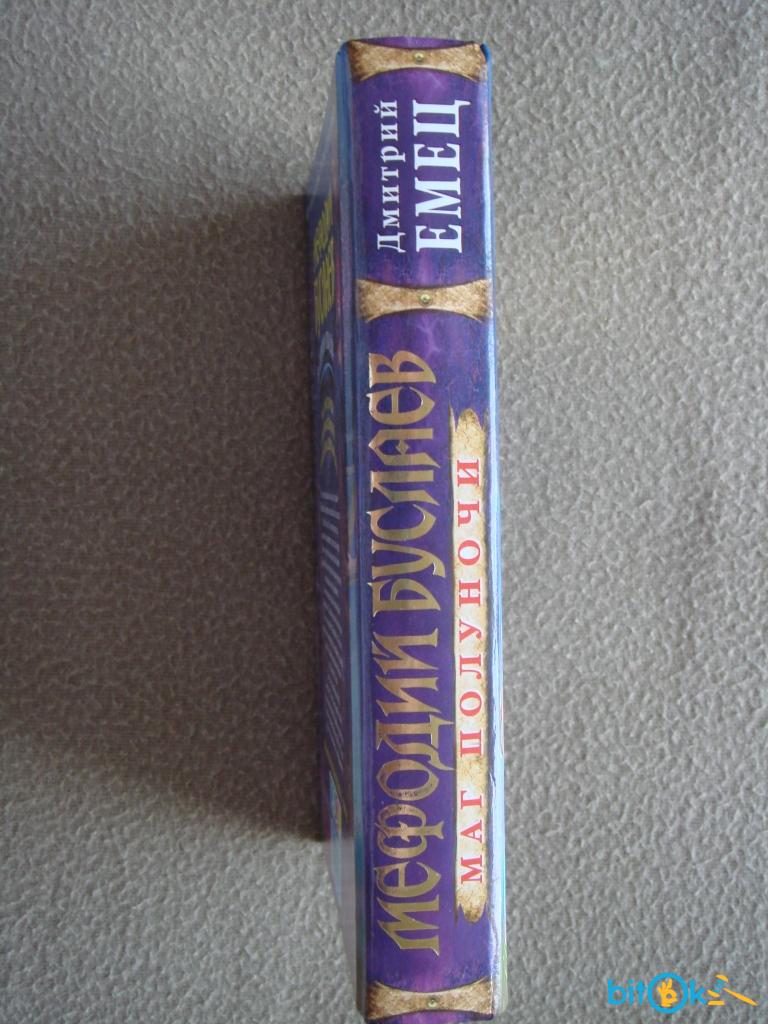 Дмитрий
ЕМЕЦ
МЕФОДИЙ БУСЛАЕВ
МАГ ПОЛУНОЧИ
bitok